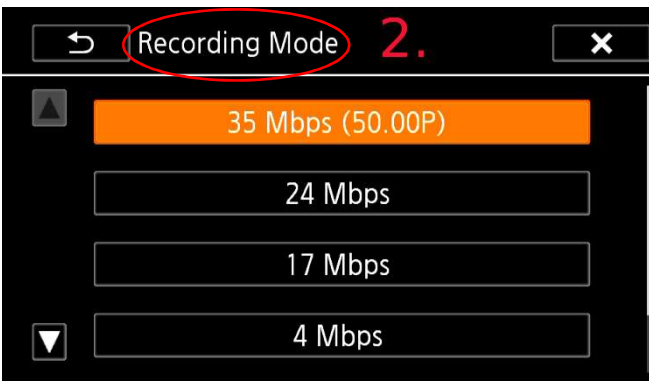 Recording Mode 2.
35 Mbps (50.00P)
24 Mbps
17 Mbps
4 Mbps